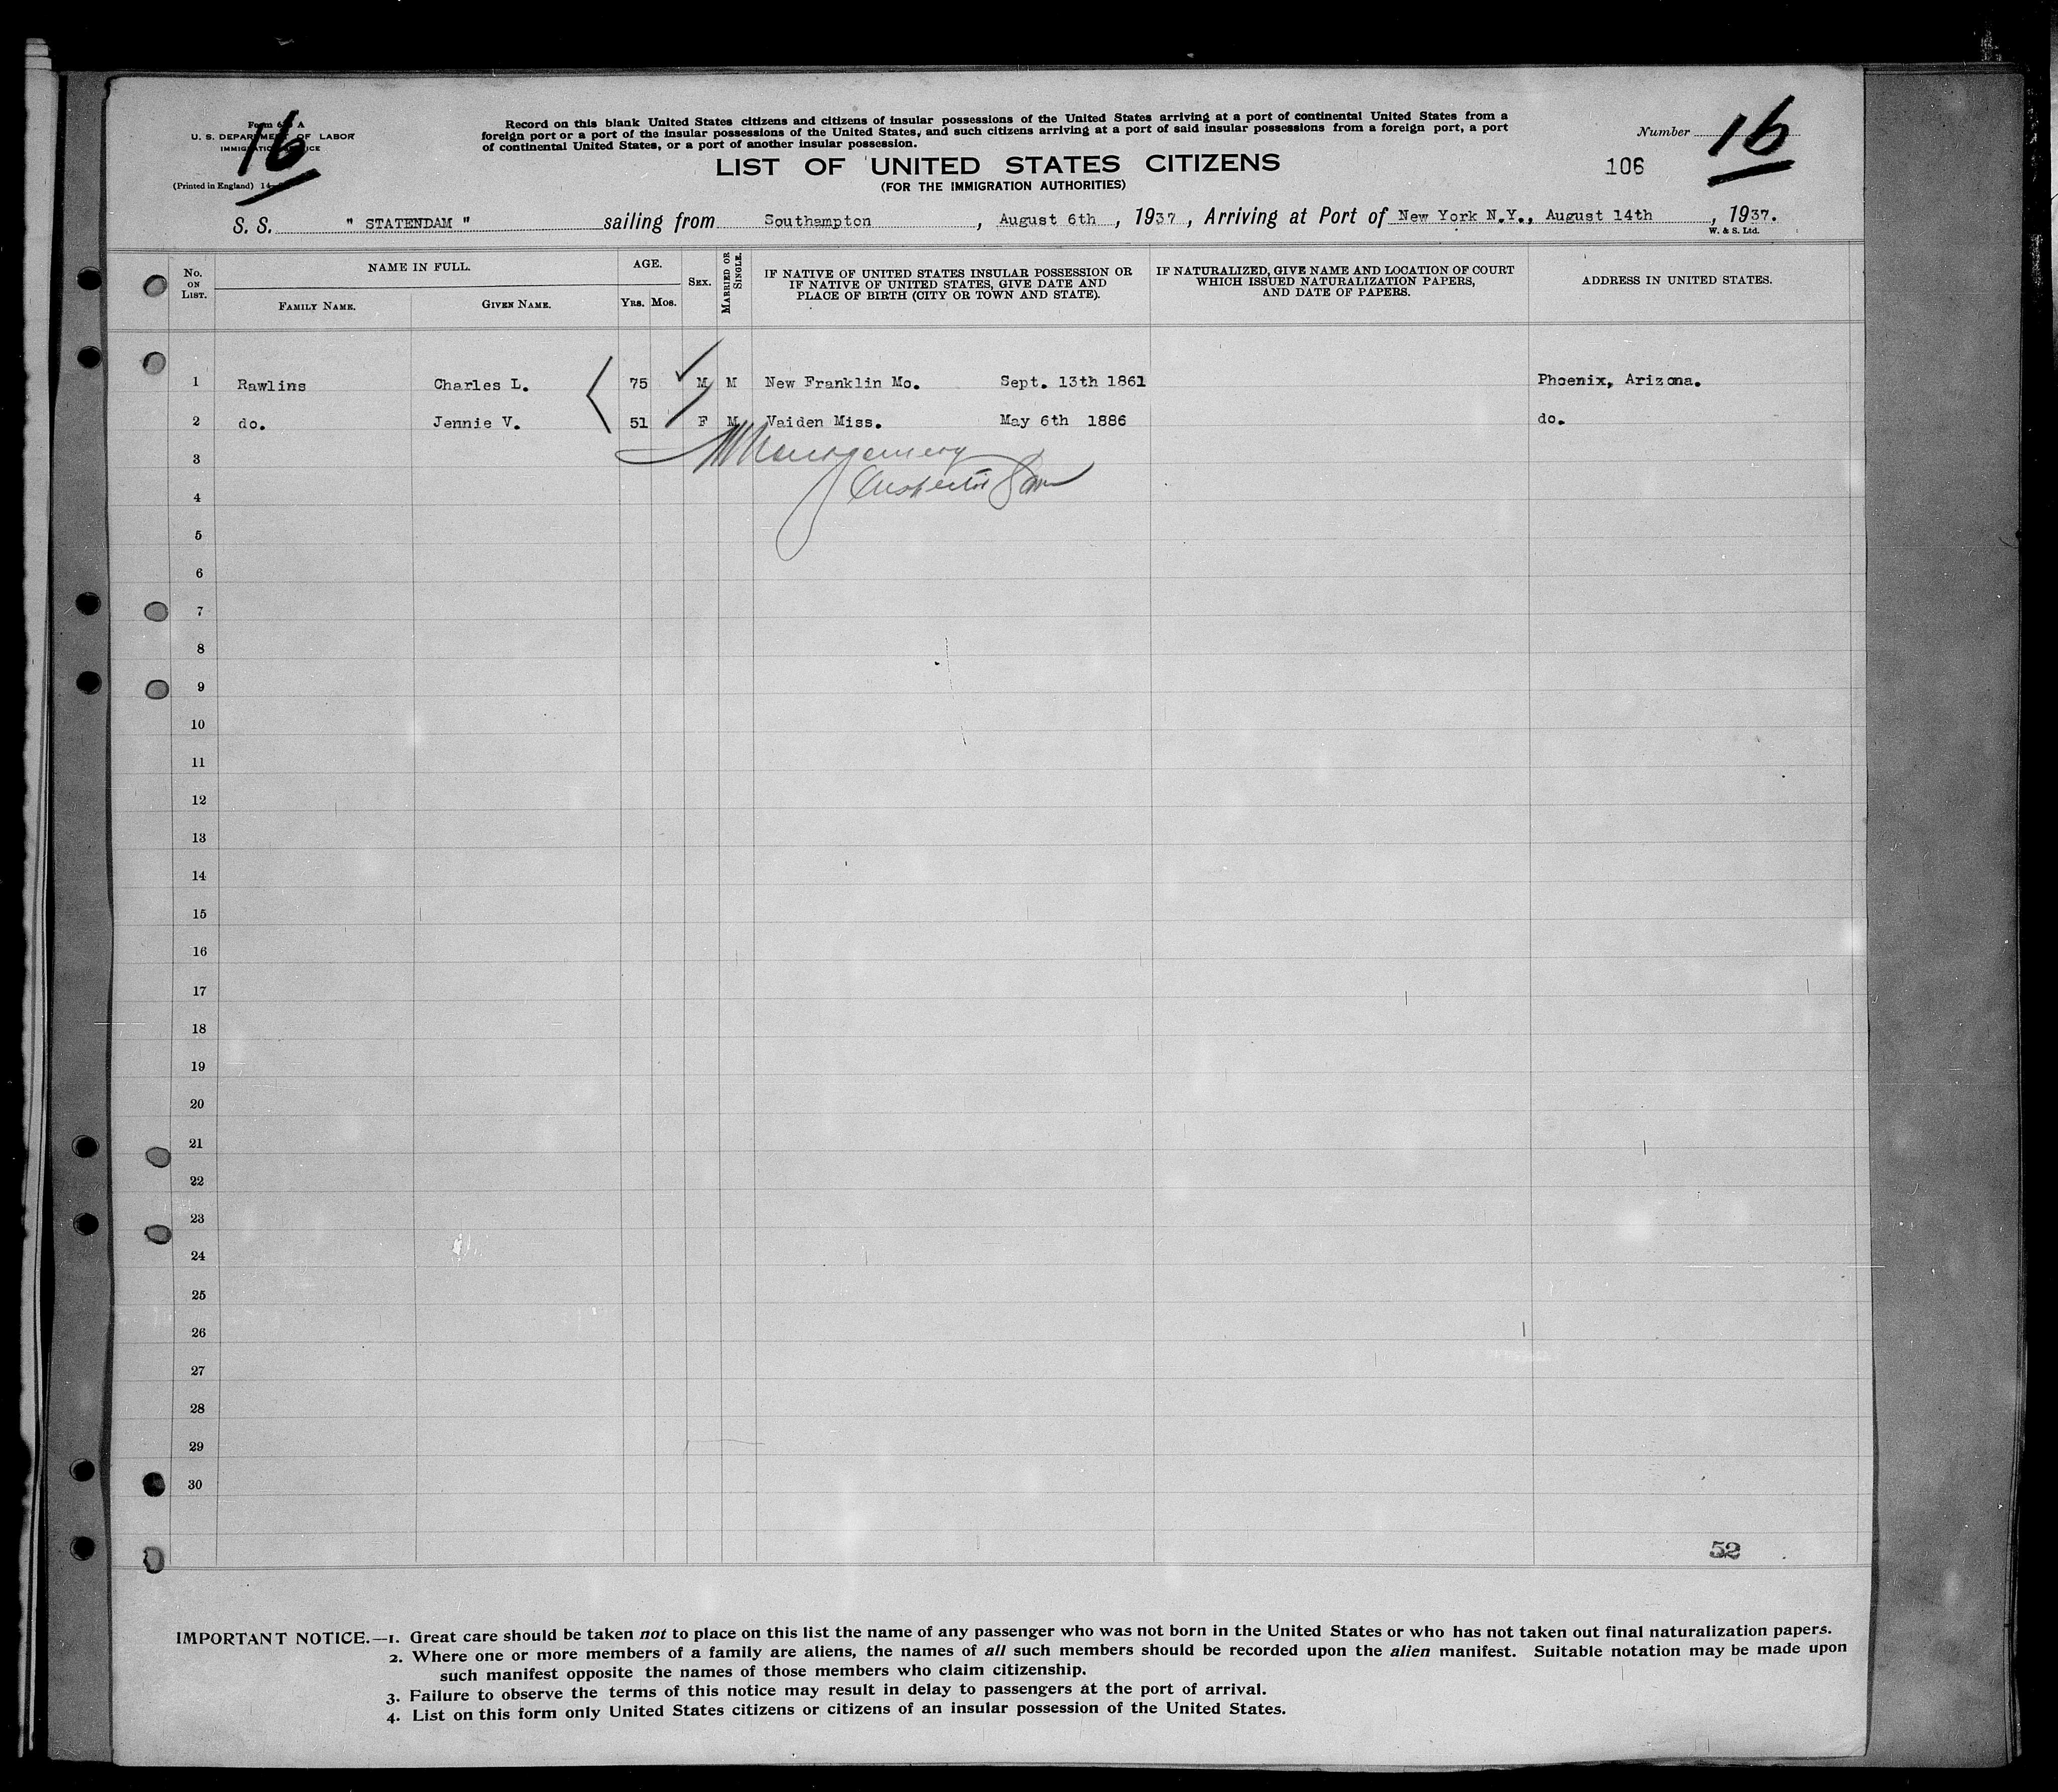 Record on this blank United States citizens and citizens of insular possessions of the United States arriving at a port of continental United States from a
foreign port or a port of the insular possessions of the United States, and such citizens arriving at a port of said insular possessions from a foreign port, a port
of continental United States, or a port of another insular possession.
Form A
U. S. DEPARTMENT OF LABOR
16
Number 16
LIST OF UNITED STATES CITIZENS
106
(Printed in England)
(FOR THE IMMIGRATION AUTHORITIES)
S. S. " STATENDAM " sailing from Southampton, August 6th, 1937, Arriving at Port of New York N.Y., August 14th, 1937.
W. & S. Ltd.
No. ON LIST.
NAME IN FULL.
FAMILY NAME.
GIVEN NAME.
AGE.
YRS. MOS.
SEX.
MARRIED OR SINGLE.
IF NATIVE OF UNITED STATES INSULAR POSSESSION OR
IF NATIVE OF UNITED STATES, GIVE DATE AND
PLACE OF BIRTH (CITY OR TOWN AND STATE).
IF NATURALIZED, GIVE NAME AND LOCATION OF COURT
WHICH ISSUED NATURALIZATION PAPERS,
AND DATE OF PAPERS.
ADDRESS IN UNITED STATES.
1 Rawlins Charles L. 75 M M New Franklin Mo. Sept. 13th 1861 Phoenix, Arizona.
2 do. Jennie V. 51 F M Vaiden Miss. May 6th 1886 do.
3 Montgomery
4 Inspector
5
6
7
8
9
10
11
12
13
14
15
16
17
18
19
20
21
22
23
24
25
26
27
28
29
30
52
IMPORTANT NOTICE.—1. Great care should be taken not to place on this list the name of any passenger who was not born in the United States or who has not taken out final naturalization papers.
2. Where one or more members of a family are aliens, the names of all such members should be recorded upon the alien manifest. Suitable notation may be made upon
such manifest opposite the names of those members who claim citizenship.
3. Failure to observe the terms of this notice may result in delay to passengers at the port of arrival.
4. List on this form only United States citizens or citizens of an insular possession of the United States.